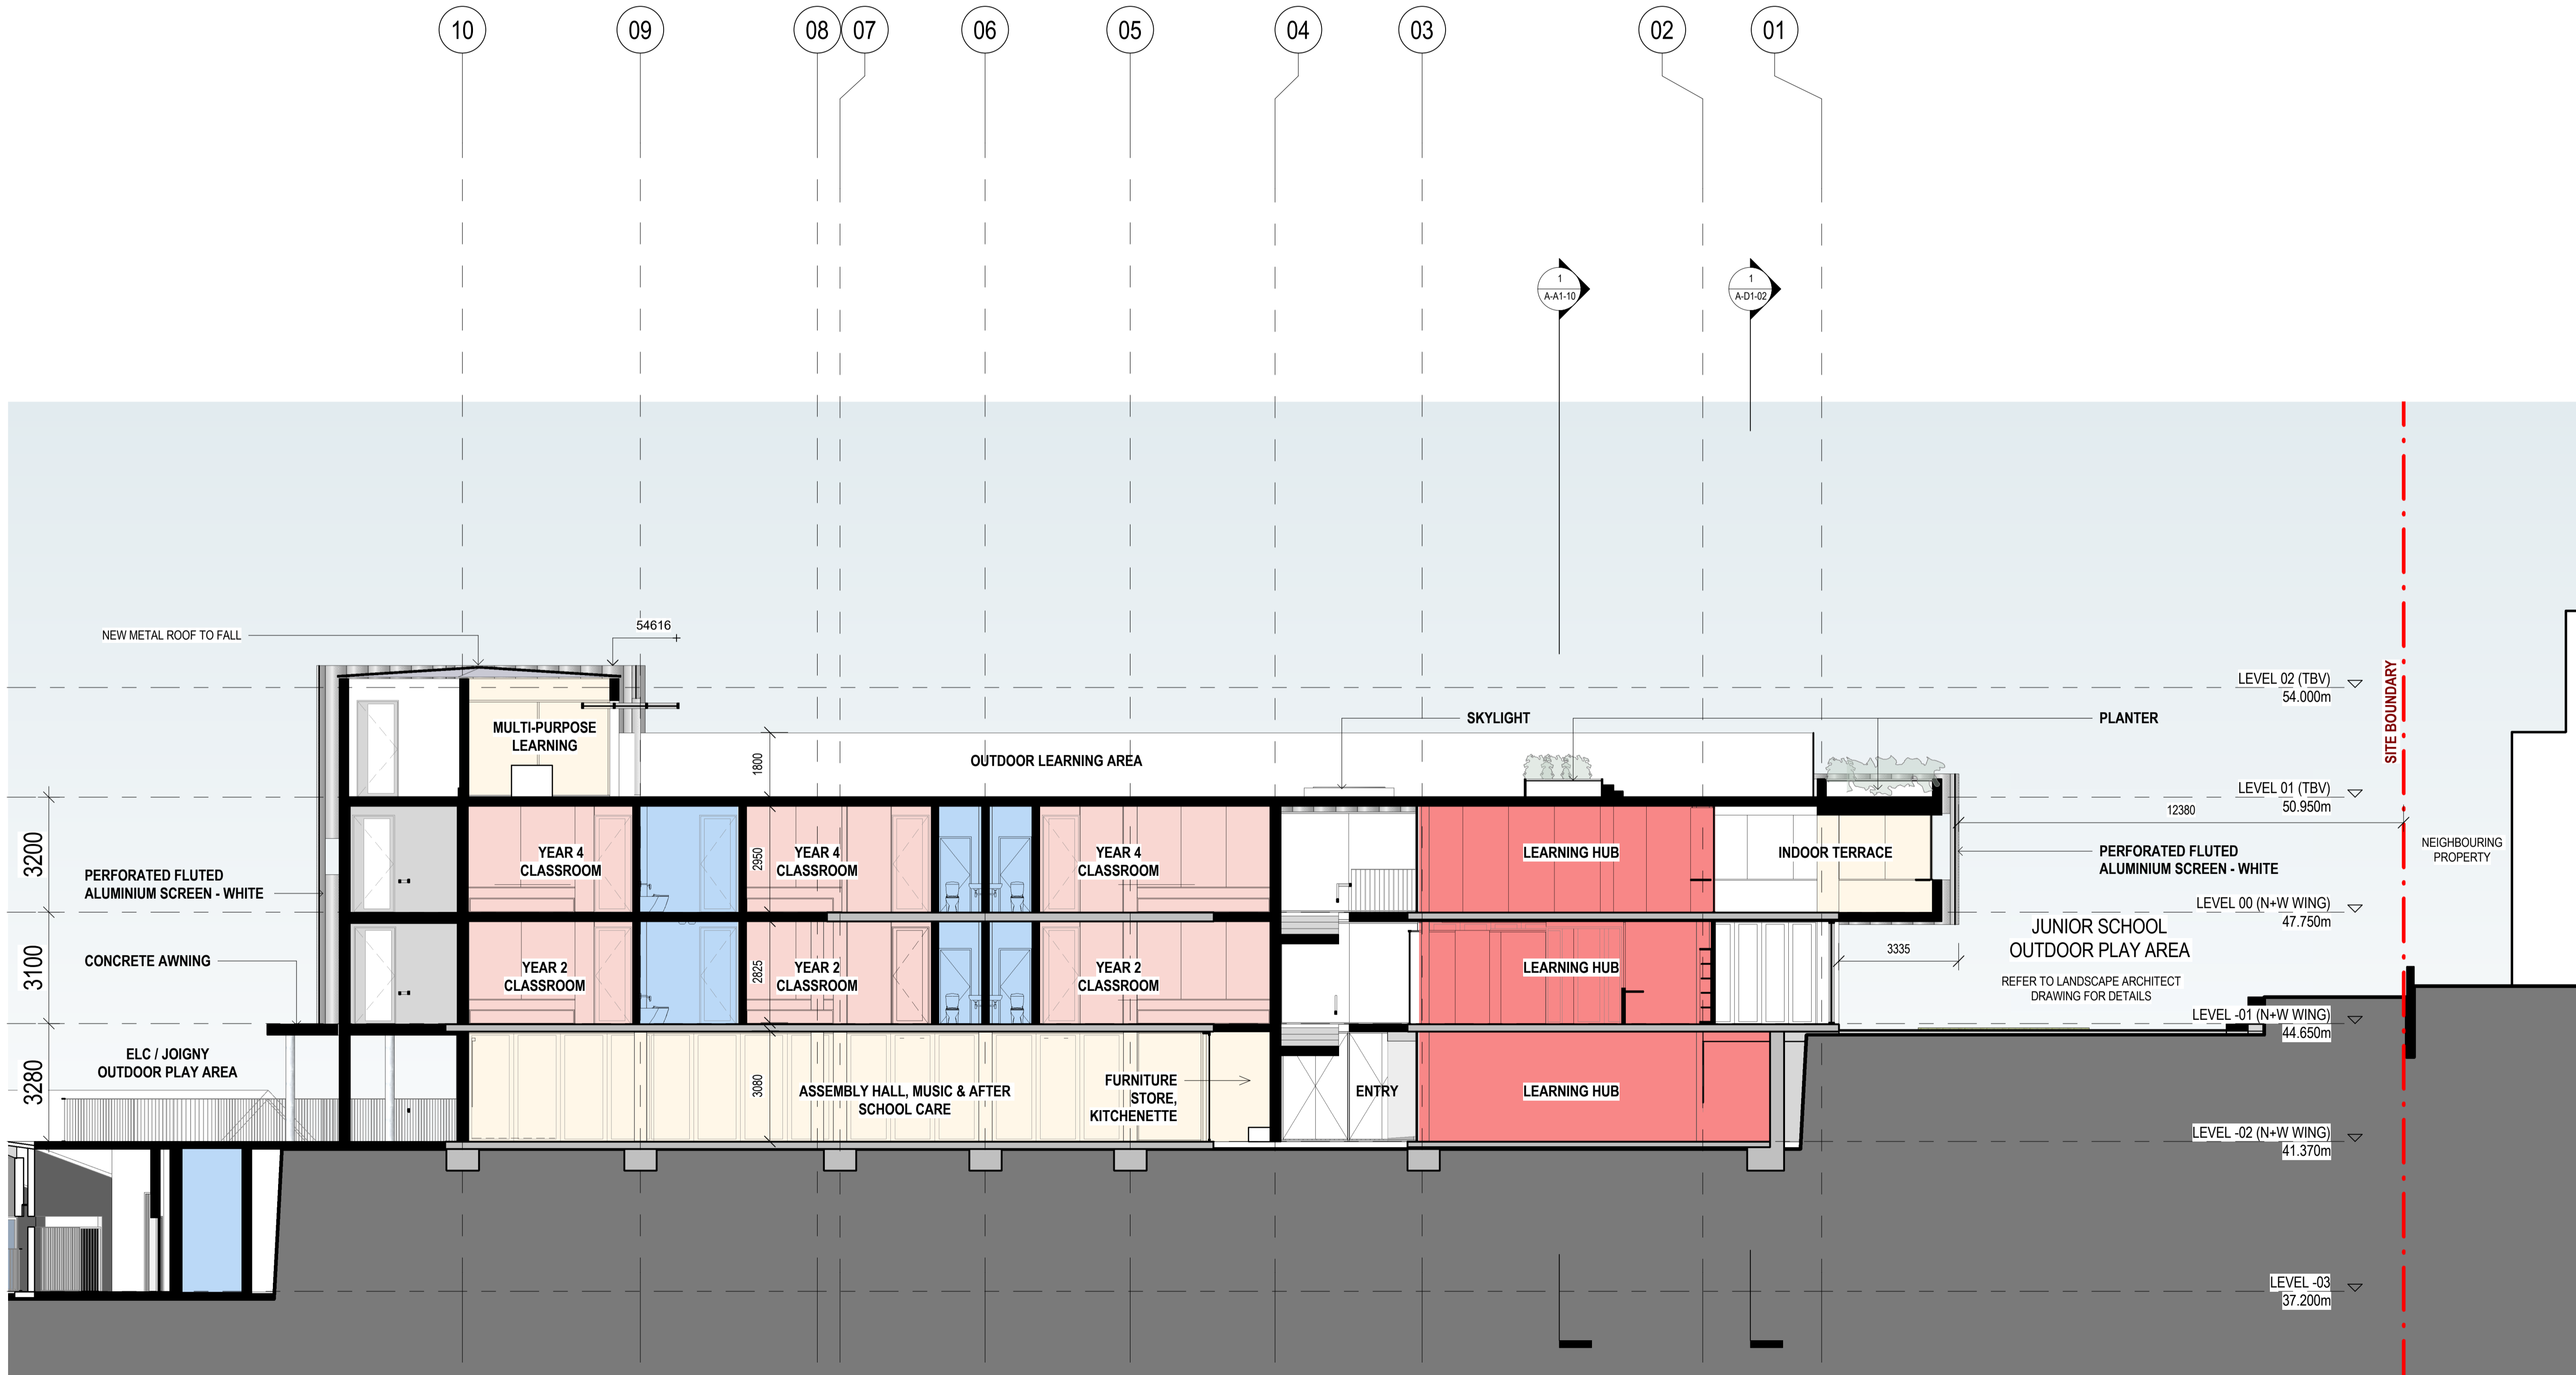 10
09
08
07
06
05
04
03
02
01
1
A-A1-10
1
A-D1-02
NEW METAL ROOF TO FALL
54616
LEVEL 02 (TBV)
54.000m
SITE BOUNDARY
MULTI-PURPOSE
LEARNING
SKYLIGHT
PLANTER
1800
OUTDOOR LEARNING AREA
LEVEL 01 (TBV)
50.950m
12380
3200
PERFORATED FLUTED
ALUMINIUM SCREEN - WHITE
YEAR 4
CLASSROOM
2950
YEAR 4
CLASSROOM
YEAR 4
CLASSROOM
LEARNING HUB
INDOOR TERRACE
PERFORATED FLUTED
ALUMINIUM SCREEN - WHITE
NEIGHBOURING
PROPERTY
LEVEL 00 (N+W WING)
47.750m
3100
CONCRETE AWNING
YEAR 2
CLASSROOM
2825
YEAR 2
CLASSROOM
YEAR 2
CLASSROOM
LEARNING HUB
3335
JUNIOR SCHOOL
OUTDOOR PLAY AREA
REFER TO LANDSCAPE ARCHITECT
DRAWING FOR DETAILS
LEVEL -01 (N+W WING)
44.650m
3280
ELC / JOIGNY
OUTDOOR PLAY AREA
3080
ASSEMBLY HALL, MUSIC & AFTER
SCHOOL CARE
FURNITURE
STORE,
KITCHENETTE
ENTRY
LEARNING HUB
LEVEL -02 (N+W WING)
41.370m
LEVEL -03
37.200m